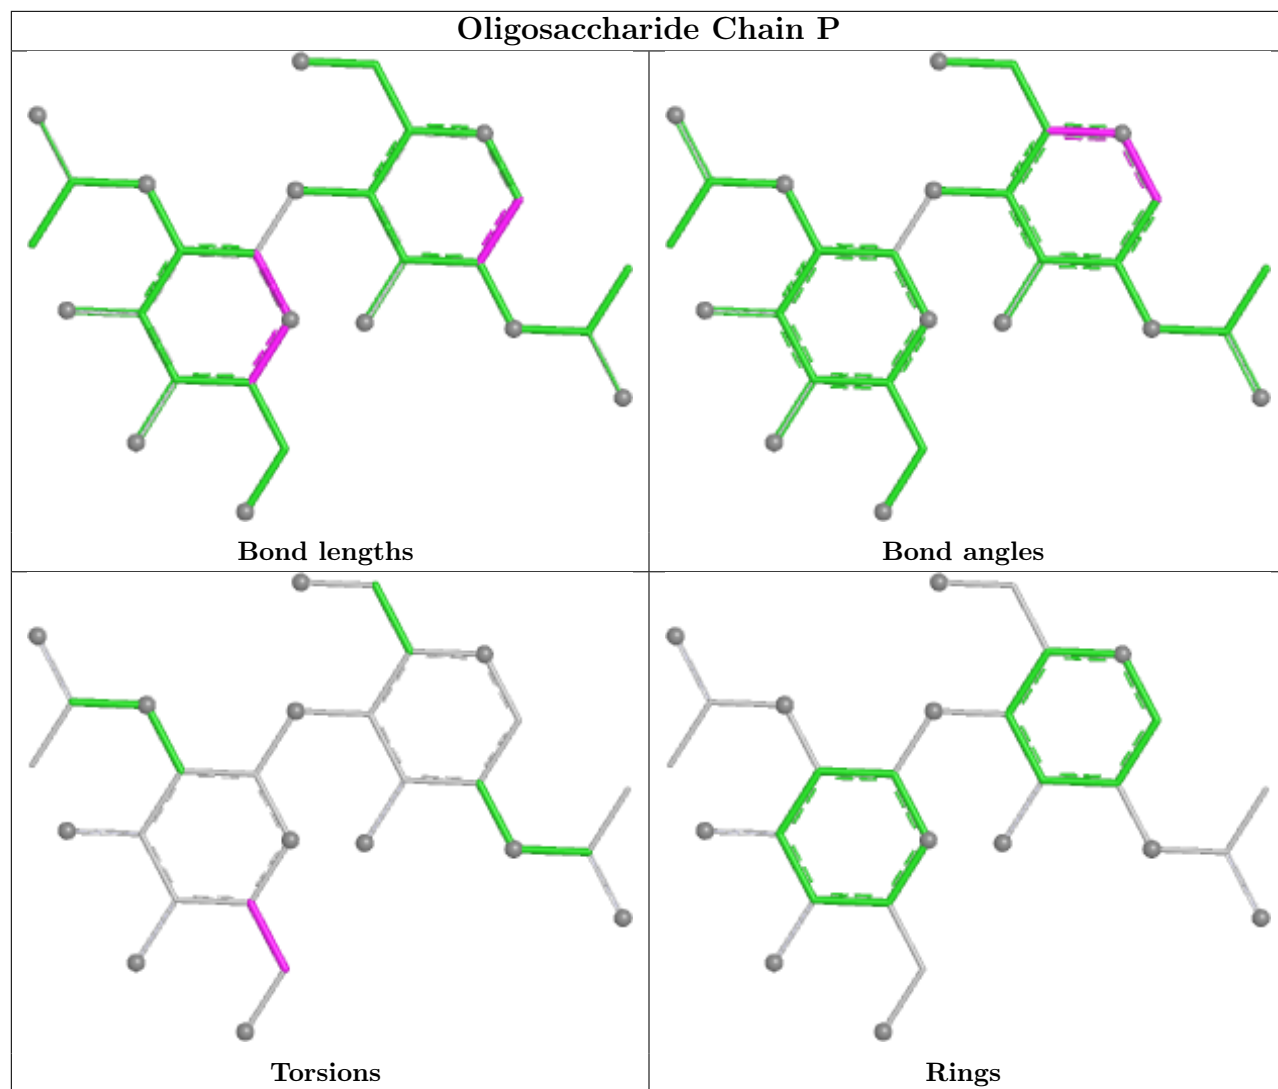 Oligosaccharide Chain P
Bond lengths
Bond angles
Torsions
Rings